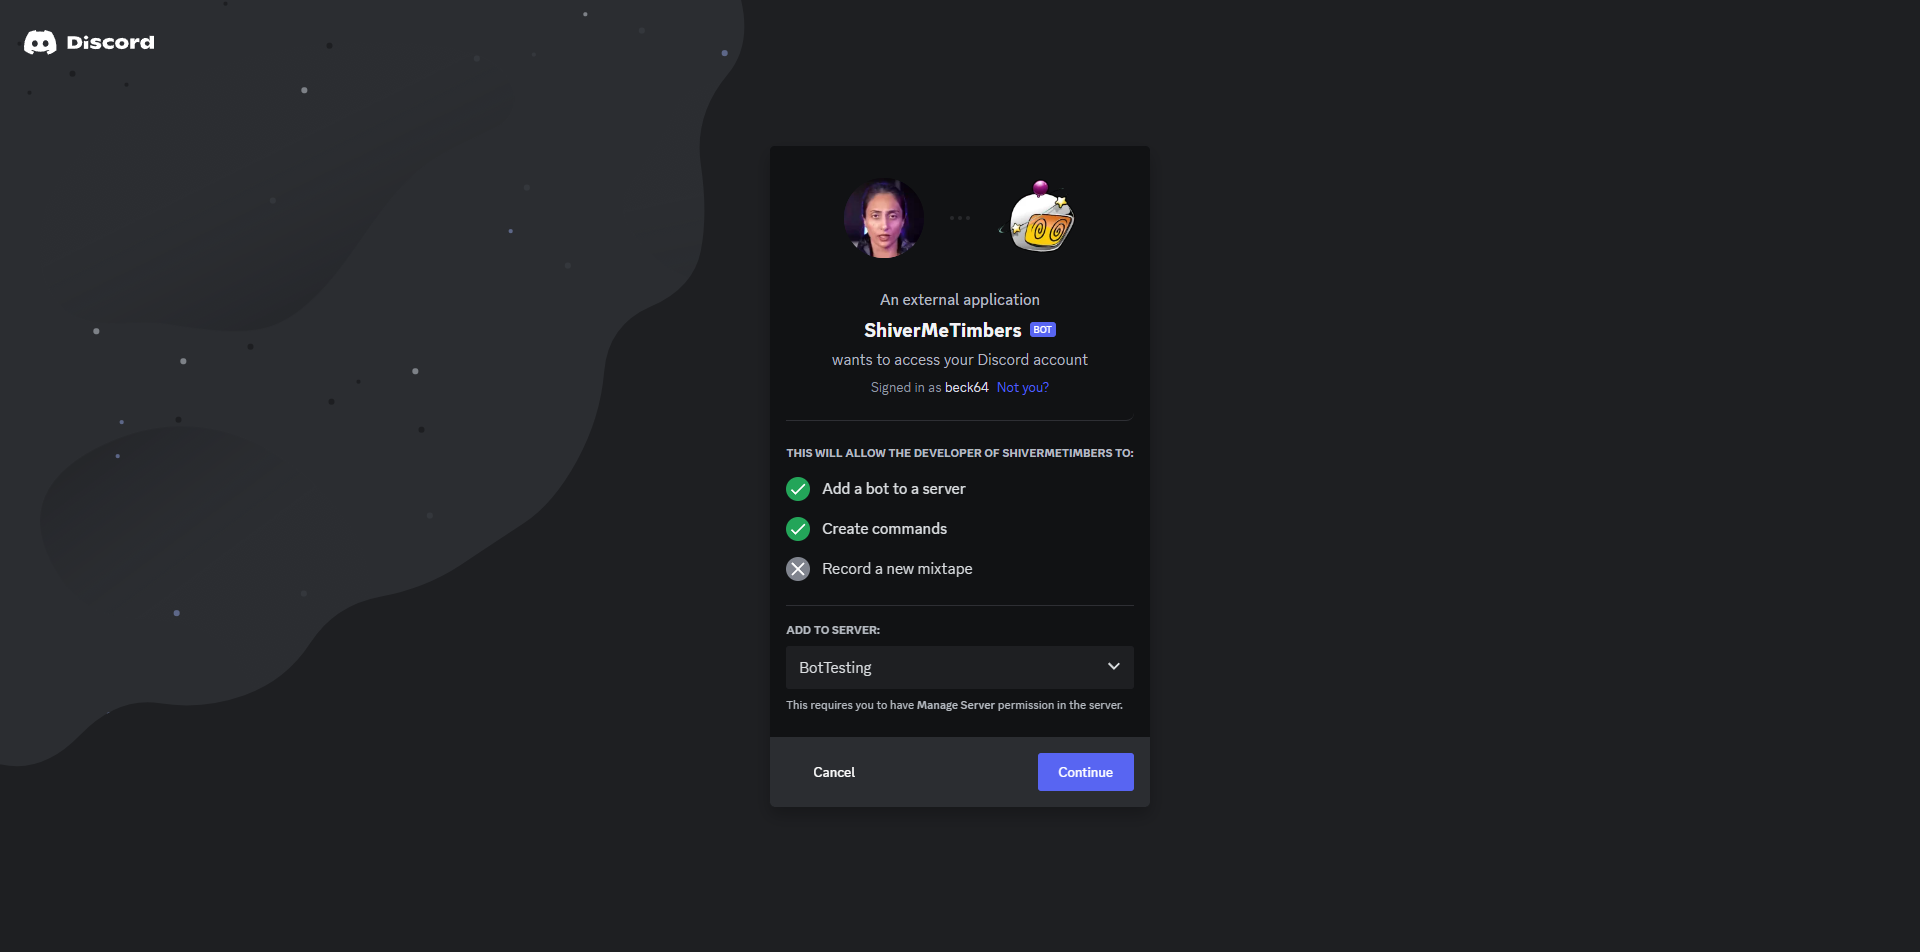 Discord
An external application
ShiverMeTimbers BOT
wants to access your Discord account
Signed in as beck64 Not you?
THIS WILL ALLOW THE DEVELOPER OF SHIVERMETIMBERS TO:
Add a bot to a server
Create commands
Record a new mixtape
ADD TO SERVER:
BotTesting
This requires you to have Manage Server permission in the server.
Cancel Continue